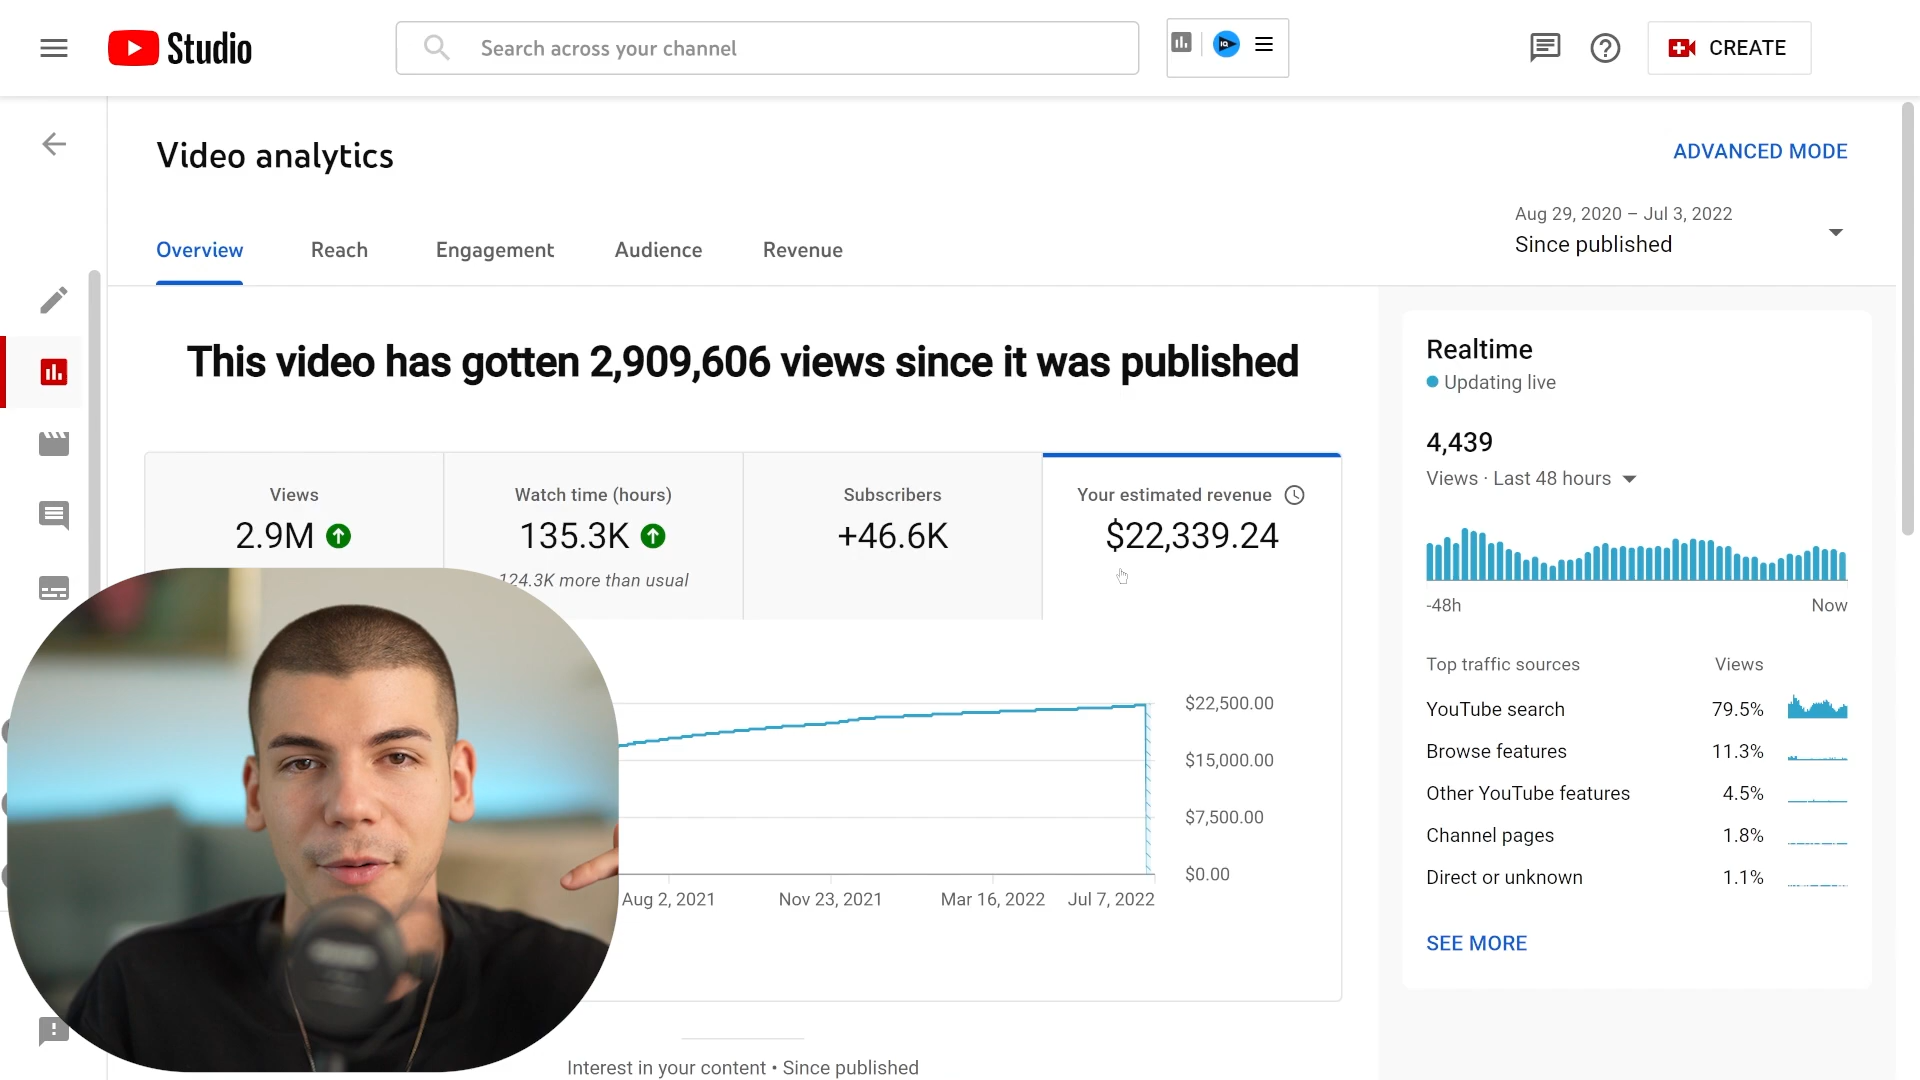 Studio
Search across your channel
IQ
CREATE
Video analytics
ADVANCED MODE
Aug 29, 2020 – Jul 3, 2022
Since published
Overview
Reach
Engagement
Audience
Revenue
This video has gotten 2,909,606 views since it was published
Views
2.9M
Watch time (hours)
135.3K
124.3K more than usual
Subscribers
+46.6K
Your estimated revenue
$22,339.24
$22,500.00
$15,000.00
$7,500.00
$0.00
Aug 2, 2021
Nov 23, 2021
Mar 16, 2022
Jul 7, 2022
Interest in your content • Since published
Realtime
Updating live
4,439
Views · Last 48 hours
-48h
Now
Top traffic sources
Views
YouTube search
79.5%
Browse features
11.3%
Other YouTube features
4.5%
Channel pages
1.8%
Direct or unknown
1.1%
SEE MORE